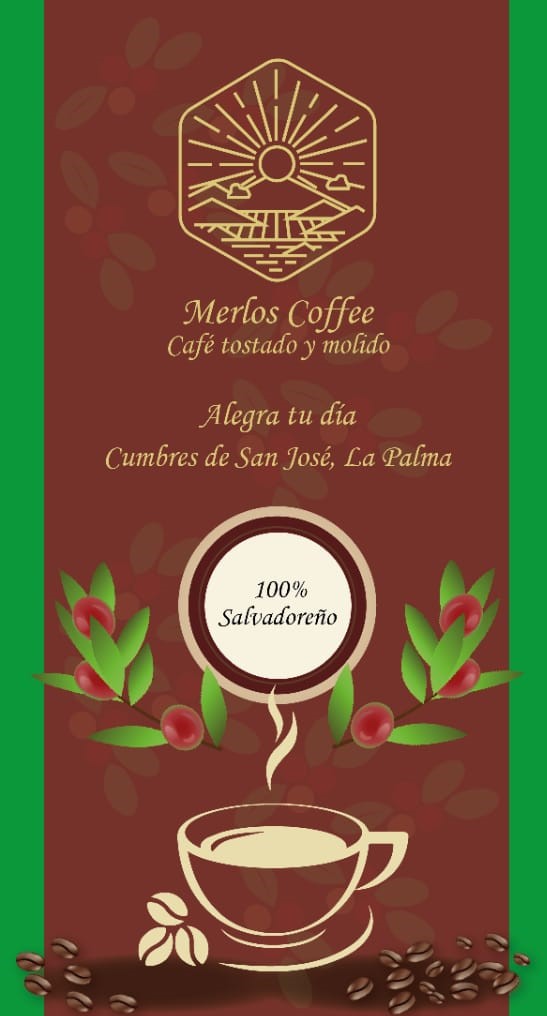 Merlos Coffee
Café tostado y molido
Alegra tu día
Cumbres de San José, La Palma
100%
Salvadoreño